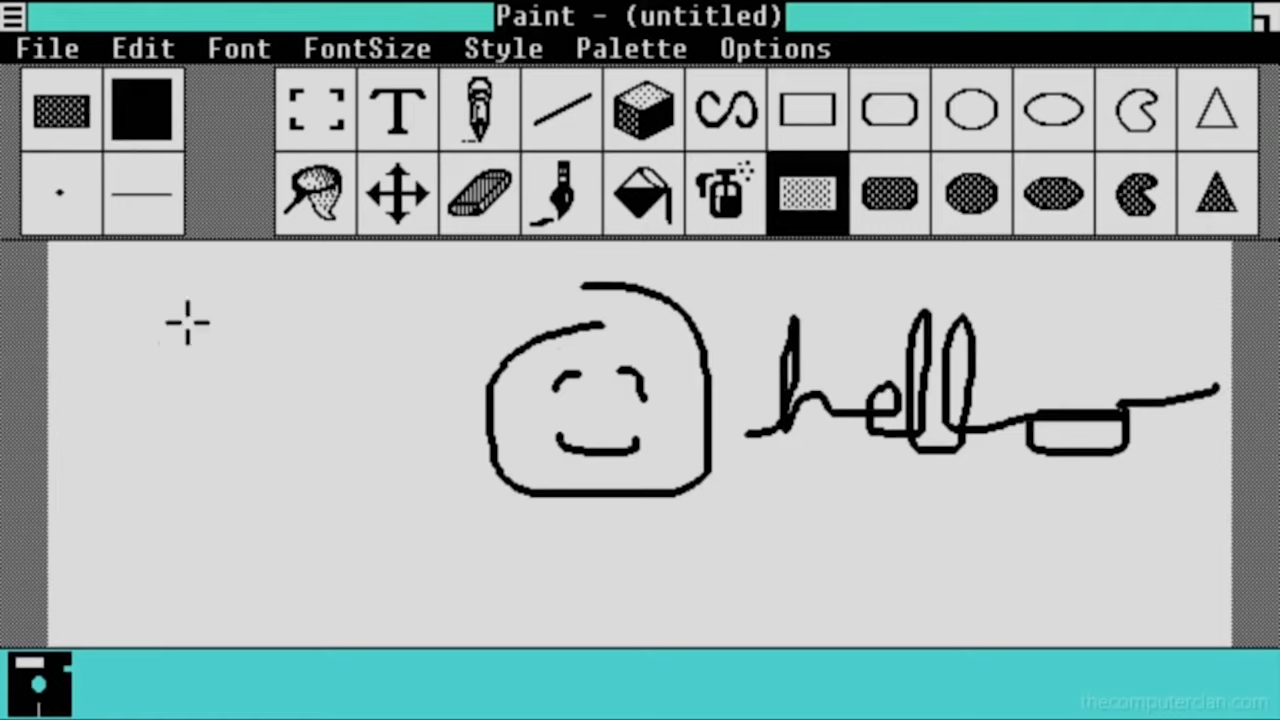 Paint - (untitled)
File Edit Font FontSize Style Palette Options
T
hello
thecomputerclan.com